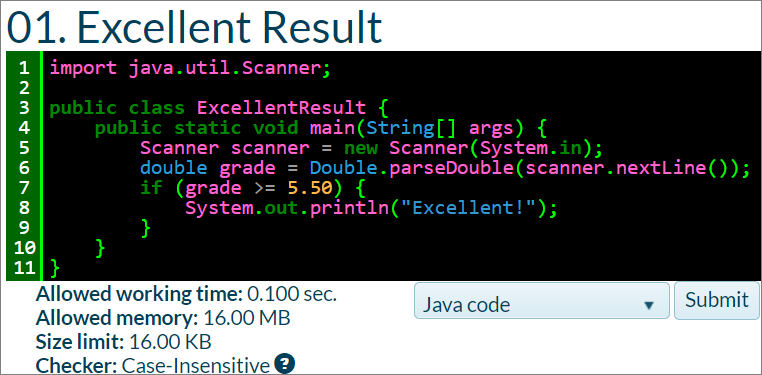 01. Excellent Result
1 import java.util.Scanner;
2
3 public class ExcellentResult {
4     public static void main(String[] args) {
5         Scanner scanner = new Scanner(System.in);
6         double grade = Double.parseDouble(scanner.nextLine());
7         if (grade >= 5.50) {
8             System.out.println("Excellent!");
9         }
10     }
11 }
Allowed working time: 0.100 sec.
Java code ▼ Submit
Allowed memory: 16.00 MB
Size limit: 16.00 KB
Checker: Case-Insensitive ?